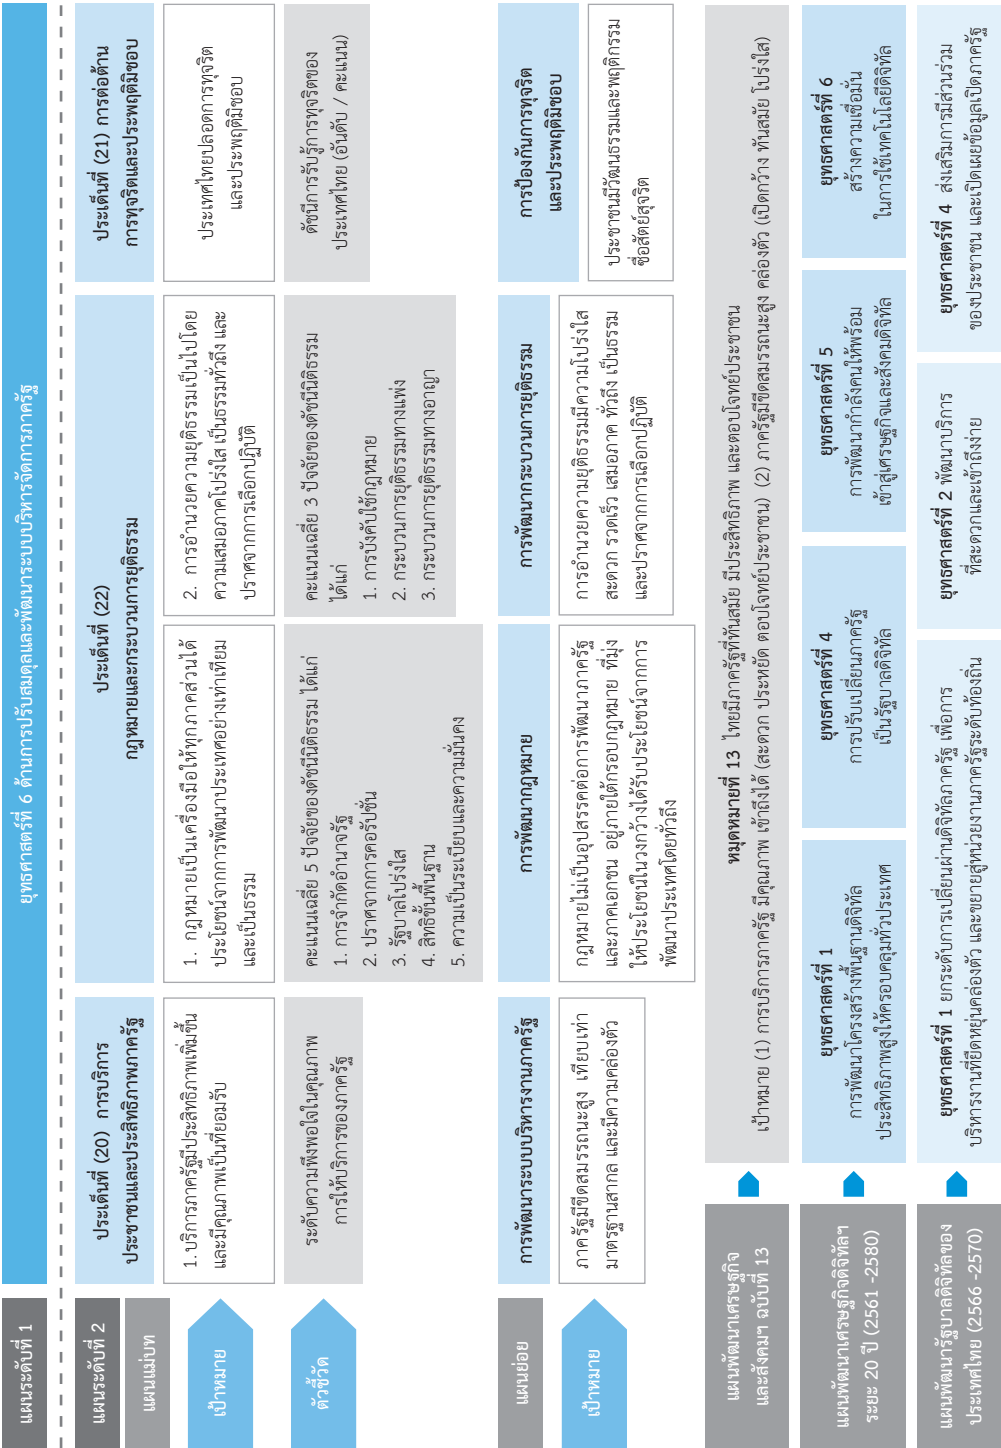 แผนระดับที่ 1
ยุทธศาสตร์ที่ 6 ด้านการปรับสมดุลและพัฒนาระบบบริหารจัดการภาครัฐ
แผนระดับที่ 2
แผนแม่บท
ประเด็นที่ (20) การบริการ
ประชาชนและประสิทธิภาพภาครัฐ
ประเด็นที่ (22)
กฎหมายและกระบวนการยุติธรรม
ประเด็นที่ (21) การต่อต้าน
การทุจริตและประพฤติมิชอบ
เป้าหมาย
1. บริการภาครัฐมีประสิทธิภาพเพิ่มขึ้น
และมีคุณภาพเป็นที่ยอมรับ
1. กฎหมายเป็นเครื่องมือให้ทุกภาคส่วนได้
ประโยชน์จากการพัฒนาประเทศอย่างเท่าเทียม
และเป็นธรรม
2. การอำนวยความยุติธรรมเป็นไปโดย
ความเสมอภาคโปร่งใส เป็นธรรมทั่วถึง และ
ปราศจากการเลือกปฏิบัติ
ประเทศไทยปลอดการทุจริต
และประพฤติมิชอบ
ตัวชี้วัด
ระดับความพึงพอใจในคุณภาพ
การให้บริการของภาครัฐ
คะแนนเฉลี่ย 5 ปัจจัยของดัชนีนิติธรรม ได้แก่
1. การจำกัดอำนาจรัฐ
2. ปราศจากการคอรัปชั่น
3. รัฐบาลโปร่งใส
4. สิทธิขั้นพื้นฐาน
5. ความเป็นระเบียบและความมั่นคง
คะแนนเฉลี่ย 3 ปัจจัยของดัชนีนิติธรรม
ได้แก่
1. การบังคับใช้กฎหมาย
2. กระบวนการยุติธรรมทางแพ่ง
3. กระบวนการยุติธรรมทางอาญา
ดัชนีการรับรู้การทุจริตของ
ประเทศไทย (อันดับ / คะแนน)
แผนย่อย
การพัฒนาระบบบริหารงานภาครัฐ
การพัฒนากฎหมาย
การพัฒนากระบวนการยุติธรรม
การป้องกันการทุจริต
และประพฤติมิชอบ
เป้าหมาย
ภาครัฐมีขีดสมรรถนะสูง เทียบเท่า
มาตรฐานสากล และมีความคล่องตัว
กฎหมายไม่เป็นอุปสรรคต่อการพัฒนาภาครัฐ
และภาคเอกชน อยู่ภายใต้กรอบกฎหมาย ที่มุ่ง
ให้ประโยชน์ในวงกว้างได้รับประโยชน์จากการ
พัฒนาประเทศโดยทั่วถึง
การอำนวยความยุติธรรมมีความโปร่งใส
สะดวก รวดเร็ว เสมอภาค ทั่วถึง เป็นธรรม
และปราศจากการเลือกปฏิบัติ
ประชาชนมีวัฒนธรรมและพฤติกรรม
ซื่อสัตย์สุจริต
แผนพัฒนาเศรษฐกิจ
และสังคมฯ ฉบับที่ 13
หมุดหมายที่ 13 ไทยมีภาครัฐที่ทันสมัย มีประสิทธิภาพ และตอบโจทย์ประชาชน
เป้าหมาย (1) การบริการภาครัฐ มีคุณภาพ เข้าถึงได้ (สะดวก ประหยัด ตอบโจทย์ประชาชน) (2) ภาครัฐมีขีดสมรรถนะสูง คล่องตัว (เปิดกว้าง ทันสมัย โปร่งใส)
แผนพัฒนาเศรษฐกิจดิจิทัลฯ
ระยะ 20 ปี (2561 -2580)
ยุทธศาสตร์ที่ 1
การพัฒนาโครงสร้างพื้นฐานดิจิทัล
ประสิทธิภาพสูงให้ครอบคลุมทั่วประเทศ
ยุทธศาสตร์ที่ 4
การปรับเปลี่ยนภาครัฐ
เป็นรัฐบาลดิจิทัล
ยุทธศาสตร์ที่ 5
การพัฒนากำลังคนให้พร้อม
เข้าสู่เศรษฐกิจและสังคมดิจิทัล
ยุทธศาสตร์ที่ 6
สร้างความเชื่อมั่น
ในการใช้เทคโนโลยีดิจิทัล
แผนพัฒนารัฐบาลดิจิทัลของ
ประเทศไทย (2566 -2570)
ยุทธศาสตร์ที่ 1 ยกระดับการเปลี่ยนผ่านดิจิทัลภาครัฐ เพื่อการ
บริหารงานที่ยืดหยุ่นคล่องตัว และขยายสู่หน่วยงานภาครัฐระดับท้องถิ่น
ยุทธศาสตร์ที่ 2 พัฒนาบริการ
ที่สะดวกและเข้าถึงง่าย
ยุทธศาสตร์ที่ 4 ส่งเสริมการมีส่วนร่วม
ของประชาชน และเปิดเผยข้อมูลเปิดภาครัฐ